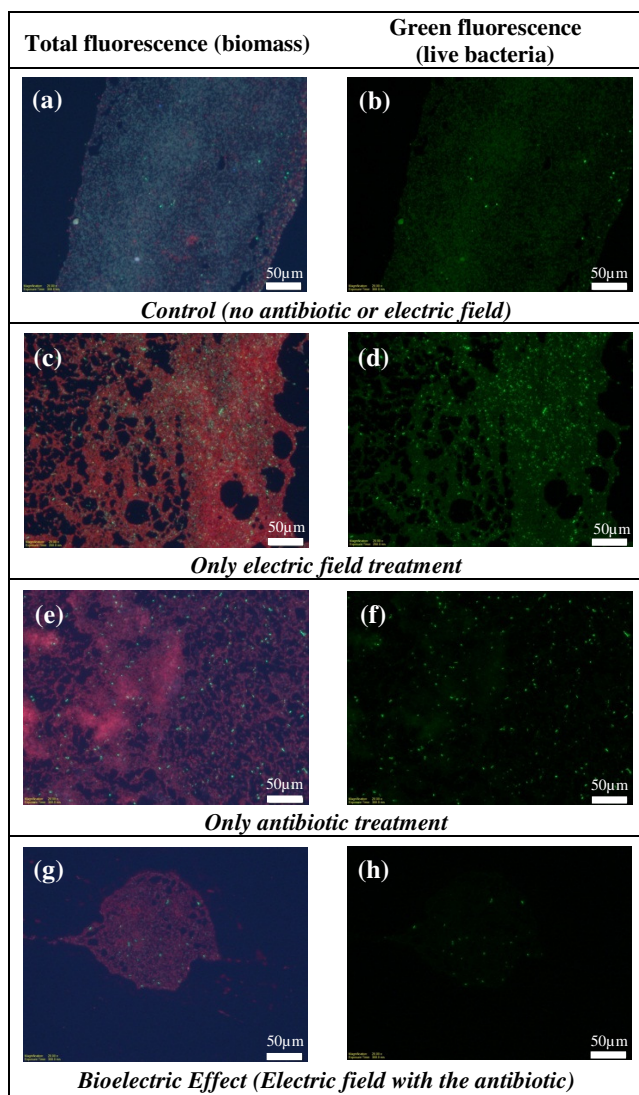 Total fluorescence (biomass)
Green fluorescence
(live bacteria)
(a)
(b)
50µm
50µm
Control (no antibiotic or electric field)
(c)
(d)
50µm
50µm
Only electric field treatment
(e)
(f)
50µm
50µm
Only antibiotic treatment
(g)
(h)
50µm
50µm
Bioelectric Effect (Electric field with the antibiotic)